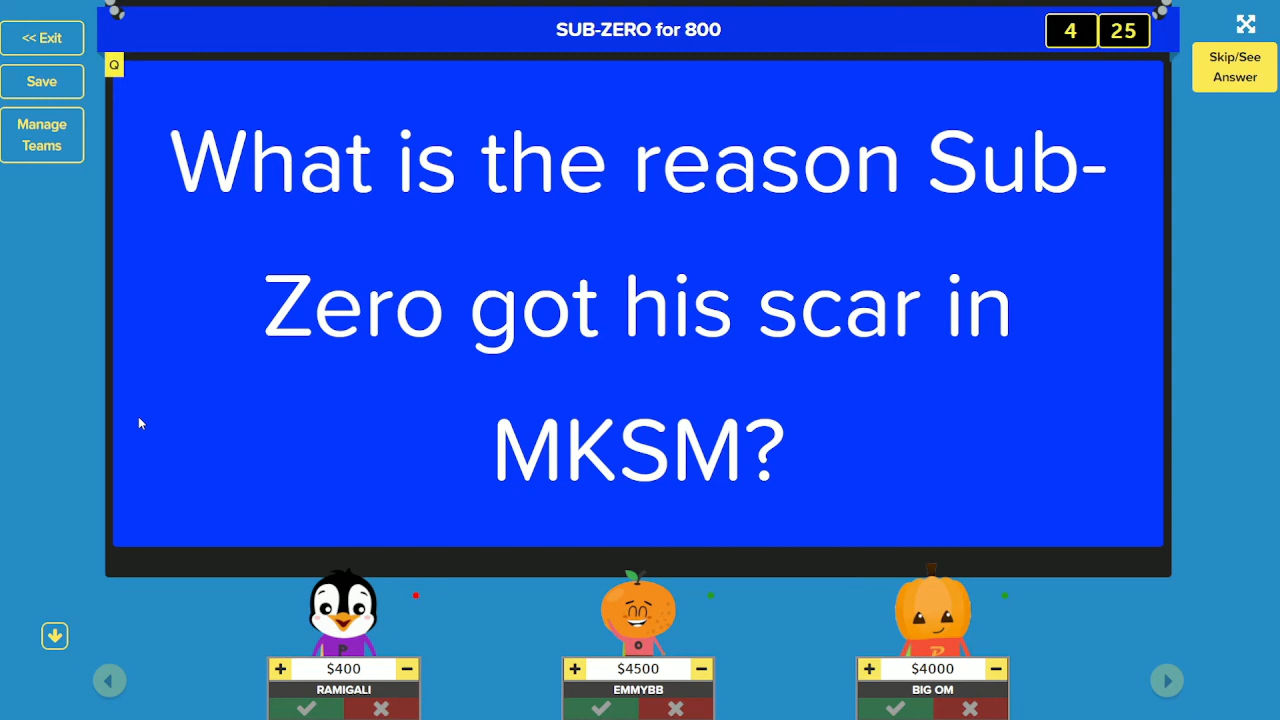 << Exit
SUB-ZERO for 800
4 25
Skip/See
Answer
Save
Manage
Teams
Q
What is the reason Sub-
Zero got his scar in
MKSM?
P
O
P
+ $400 −
+ $4500 −
+ $4000 −
RAMIGALI
EMMYBB
BIG OM